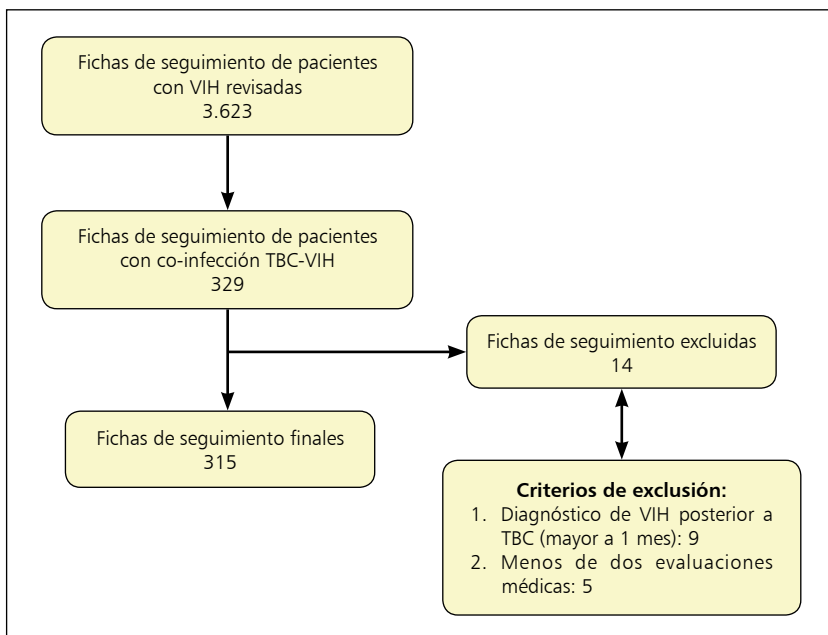 Fichas de seguimiento de pacientes
con VIH revisadas
3.623
Fichas de seguimiento de pacientes
con co-infección TBC-VIH
329
Fichas de seguimiento excluidas
14
Fichas de seguimiento finales
315
Criterios de exclusión:
1. Diagnóstico de VIH posterior a
TBC (mayor a 1 mes): 9
2. Menos de dos evaluaciones
médicas: 5